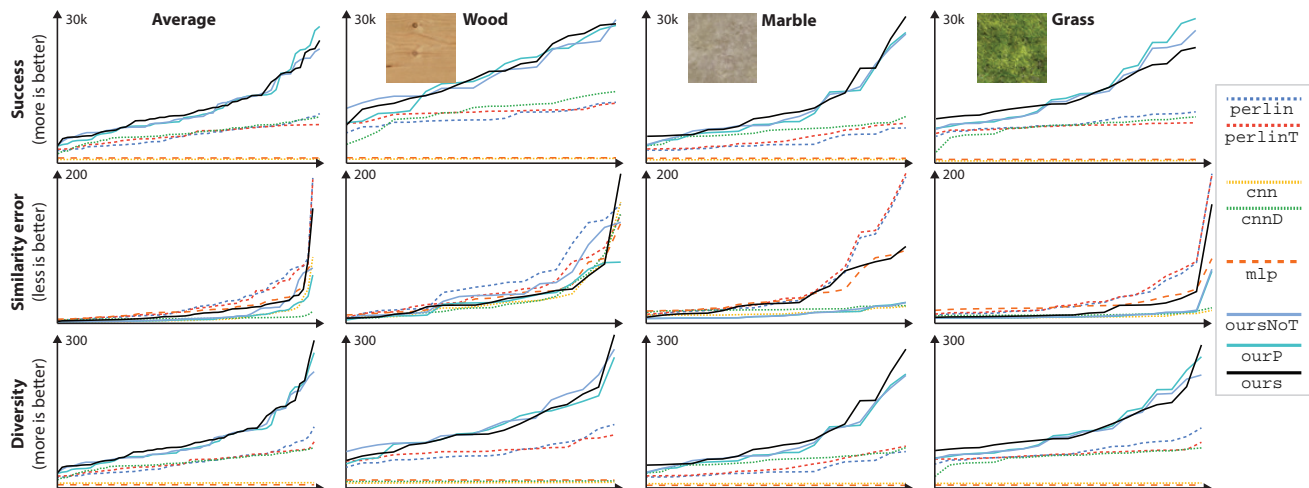 Average
Wood
Marble
Grass
Success
(more is better)
30k
30k
30k
30k
Similarity error
(less is better)
200
200
200
200
Diversity
(more is better)
300
300
300
300
perlin
perlinT
cnn
cnnD
mlp
oursNoT
ourP
ours